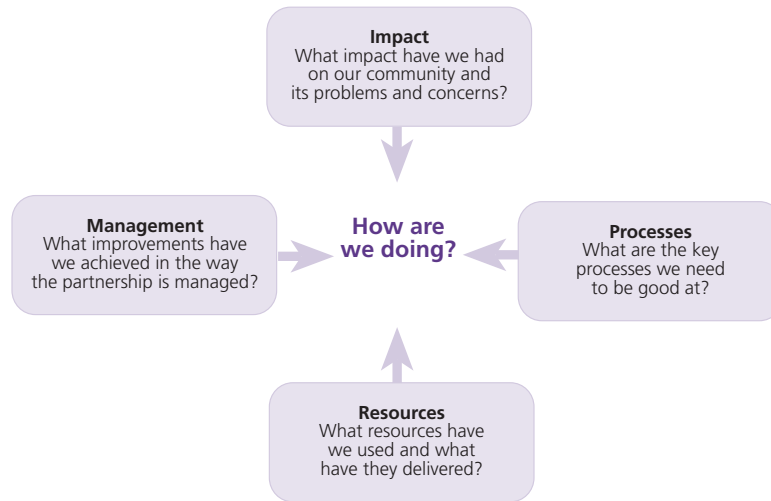 Impact
What impact have we had
on our community and
its problems and concerns?
Management
What improvements have
we achieved in the way
the partnership is managed?
How are
we doing?
Processes
What are the key
processes we need
to be good at?
Resources
What resources have
we used and what
have they delivered?